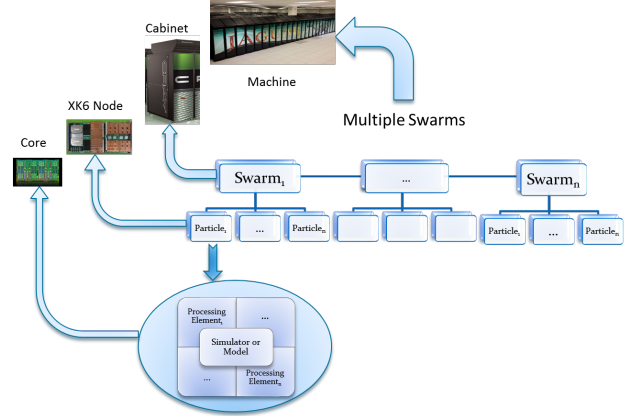 Cabinet
Machine
XK6 Node
Multiple Swarms
Core
Swarm₁
...
Swarmₙ
Particle₁
...
Particleₙ
Particle₁
...
Particleₙ
Processing
Element₁
...
Simulator or
Model
...
Processing
Elementₙ